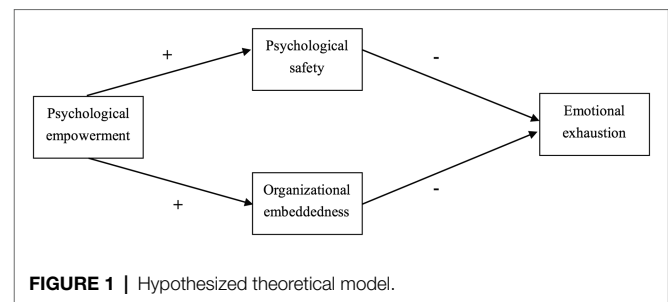 Psychological
safety
+
-
Psychological
empowerment
Emotional
exhaustion
Organizational
embeddedness
+
-
FIGURE 1 | Hypothesized theoretical model.